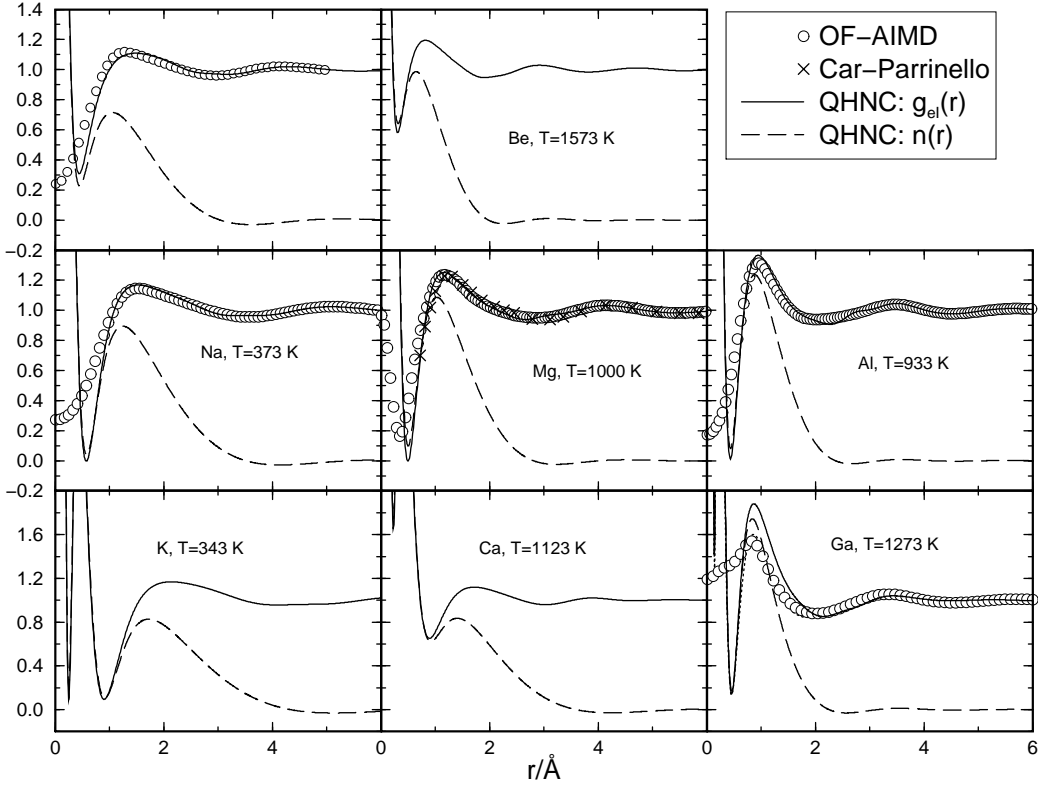 1.4
1.2
1.0
0.8
0.6
0.4
0.2
0.0
−0.2
Be, T=1573 K
OF−AIMD
Car−Parrinello
QHNC: gel(r)
QHNC: n(r)
1.2
1.0
0.8
0.6
0.4
0.2
0.0
−0.2
Na, T=373 K
Mg, T=1000 K
Al, T=933 K
1.6
1.2
0.8
0.4
0.0
K, T=343 K
Ca, T=1123 K
Ga, T=1273 K
0 2 4 0 2 4 0 2 4 6
r/Å